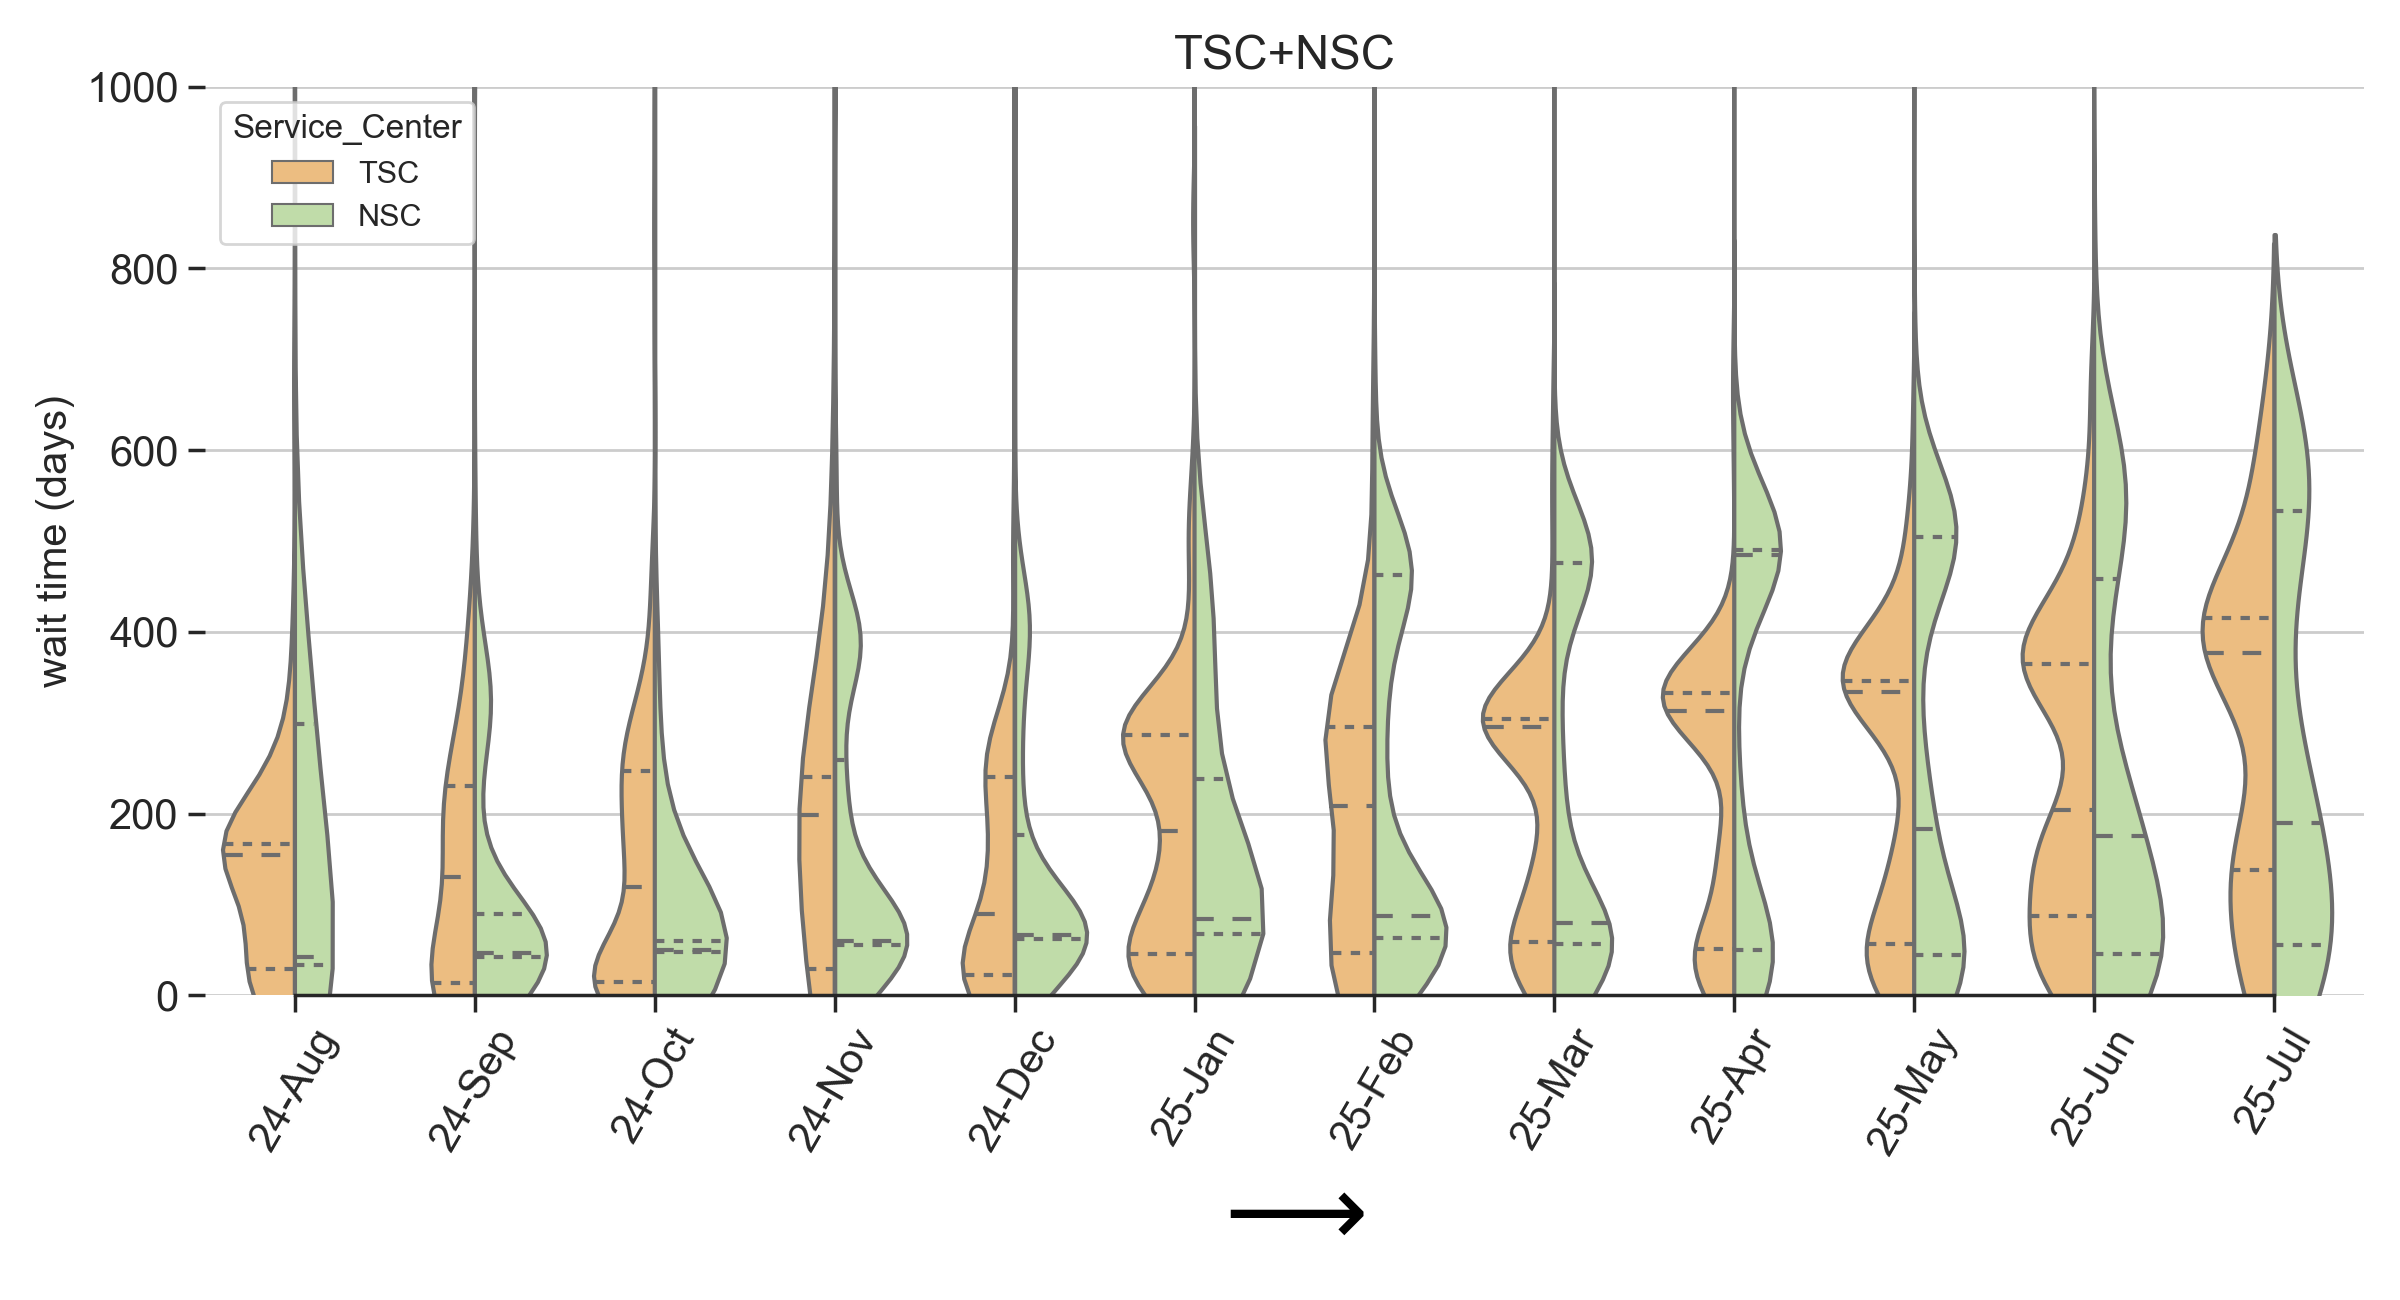 TSC+NSC
1000
800
600
400
200
0
wait time (days)
Service_Center
TSC
NSC
24-Aug
24-Sep
24-Oct
24-Nov
24-Dec
25-Jan
25-Feb
25-Mar
25-Apr
25-May
25-Jun
25-Jul